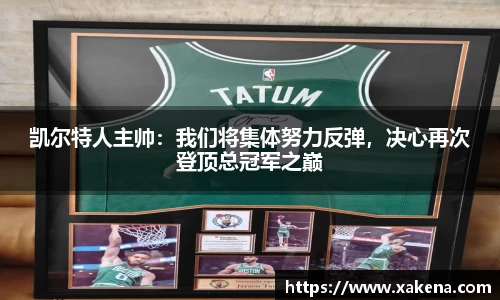 TATUM
凯尔特人主帅：我们将集体努力反弹，决心再次
登顶总冠军之巅
https://www.xakena.com